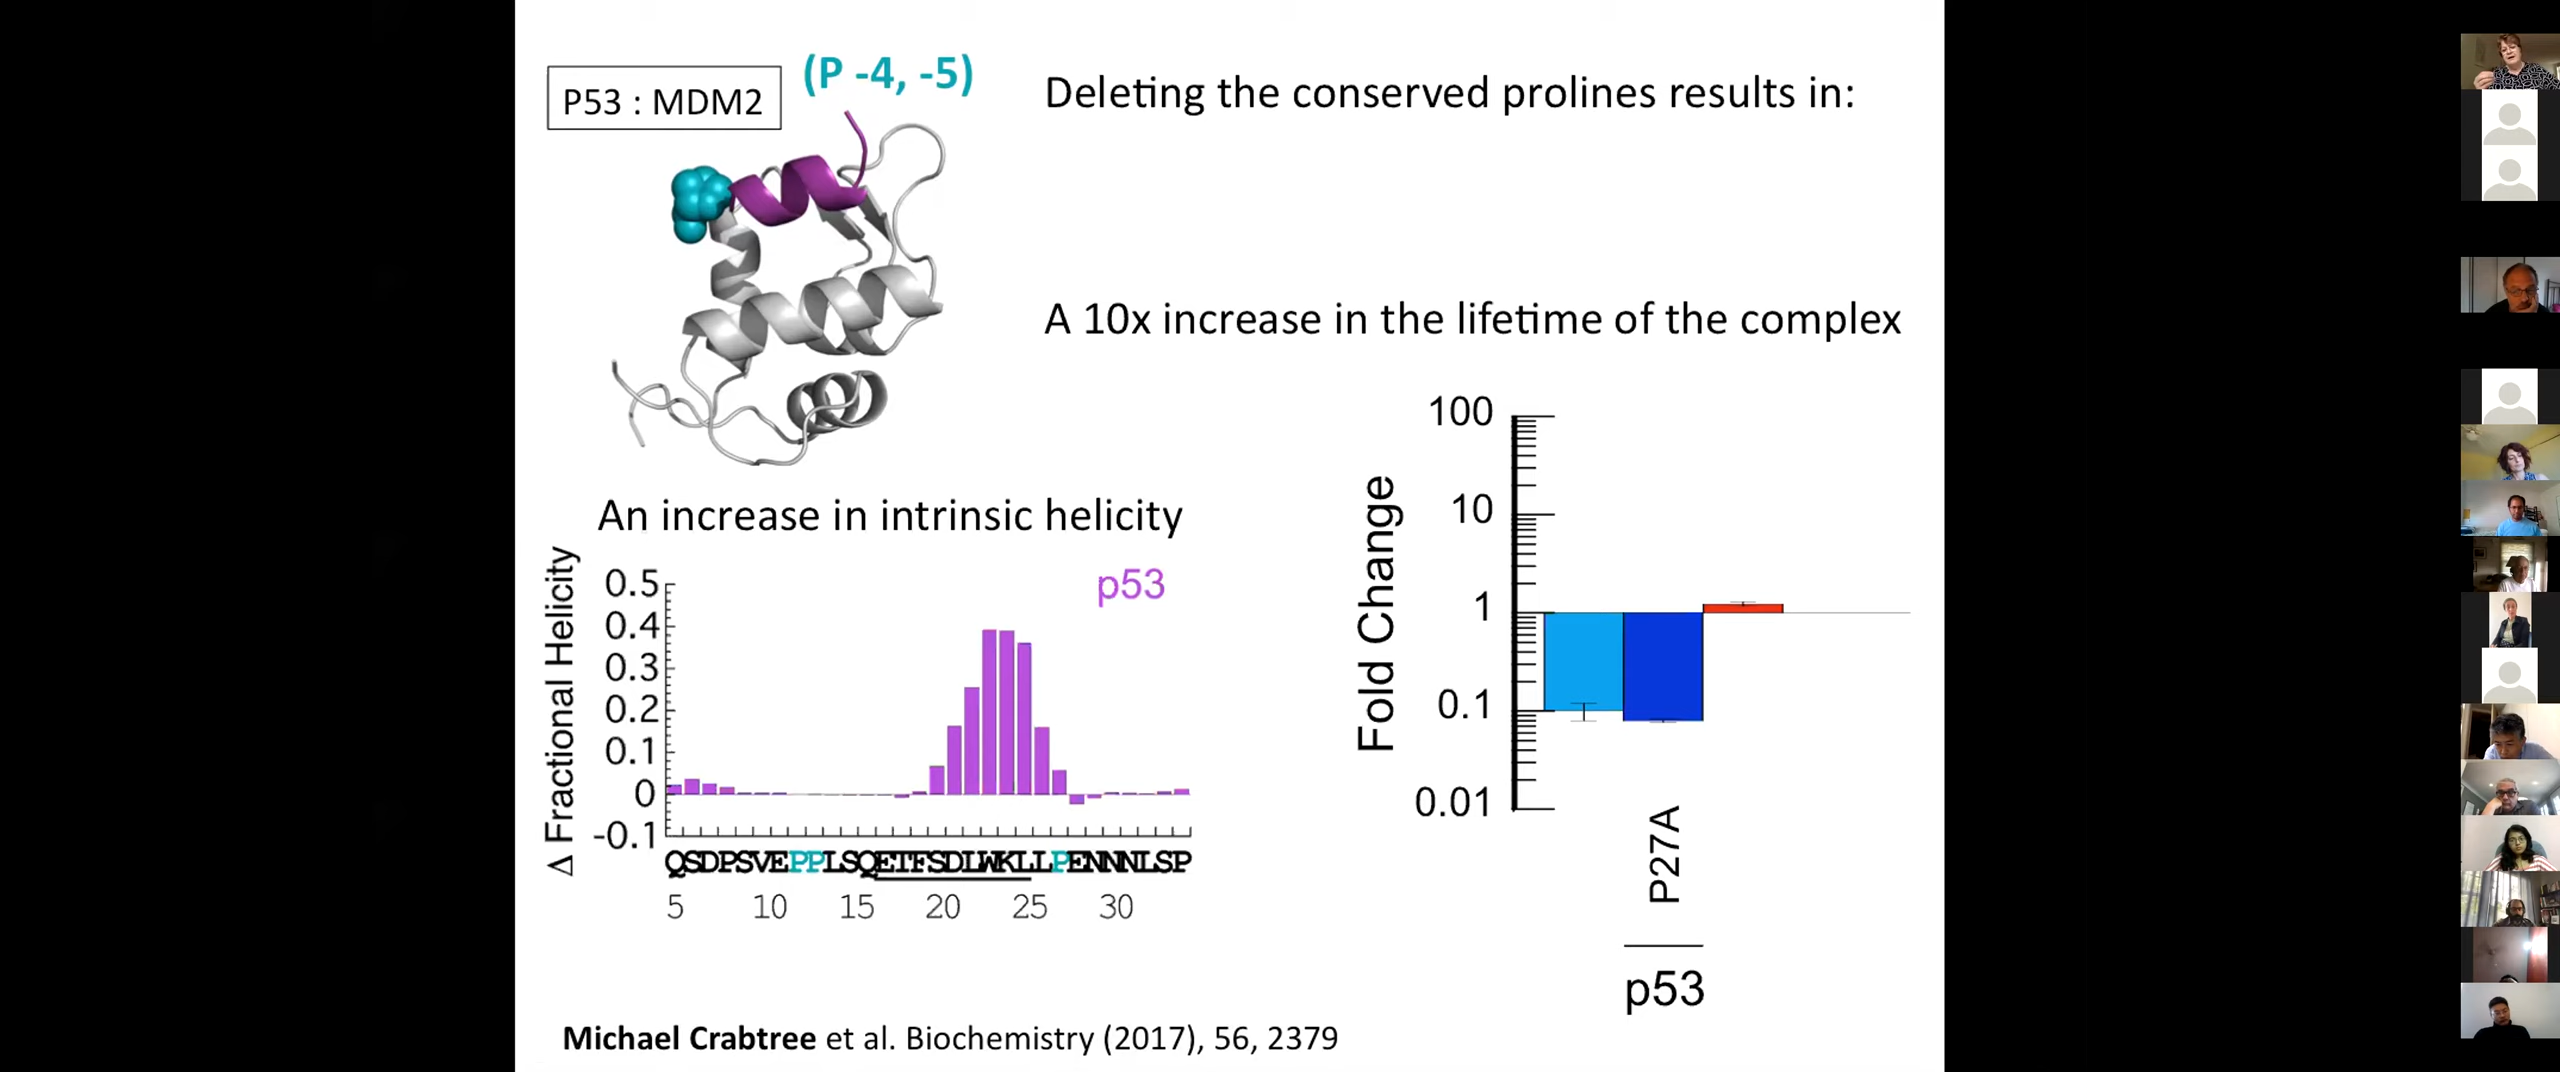 P53 : MDM2
(P -4, -5)
Deleting the conserved prolines results in:
A 10x increase in the lifetime of the complex
An increase in intrinsic helicity
Δ Fractional Helicity
0.5
0.4
0.3
0.2
0.1
0
-0.1
p53
QSDPSVEPPLSQETFSDLWKLLPENNNLSP
5 10 15 20 25 30
Fold Change
100
10
1
0.1
0.01
P27A
p53
Michael Crabtree et al. Biochemistry (2017), 56, 2379